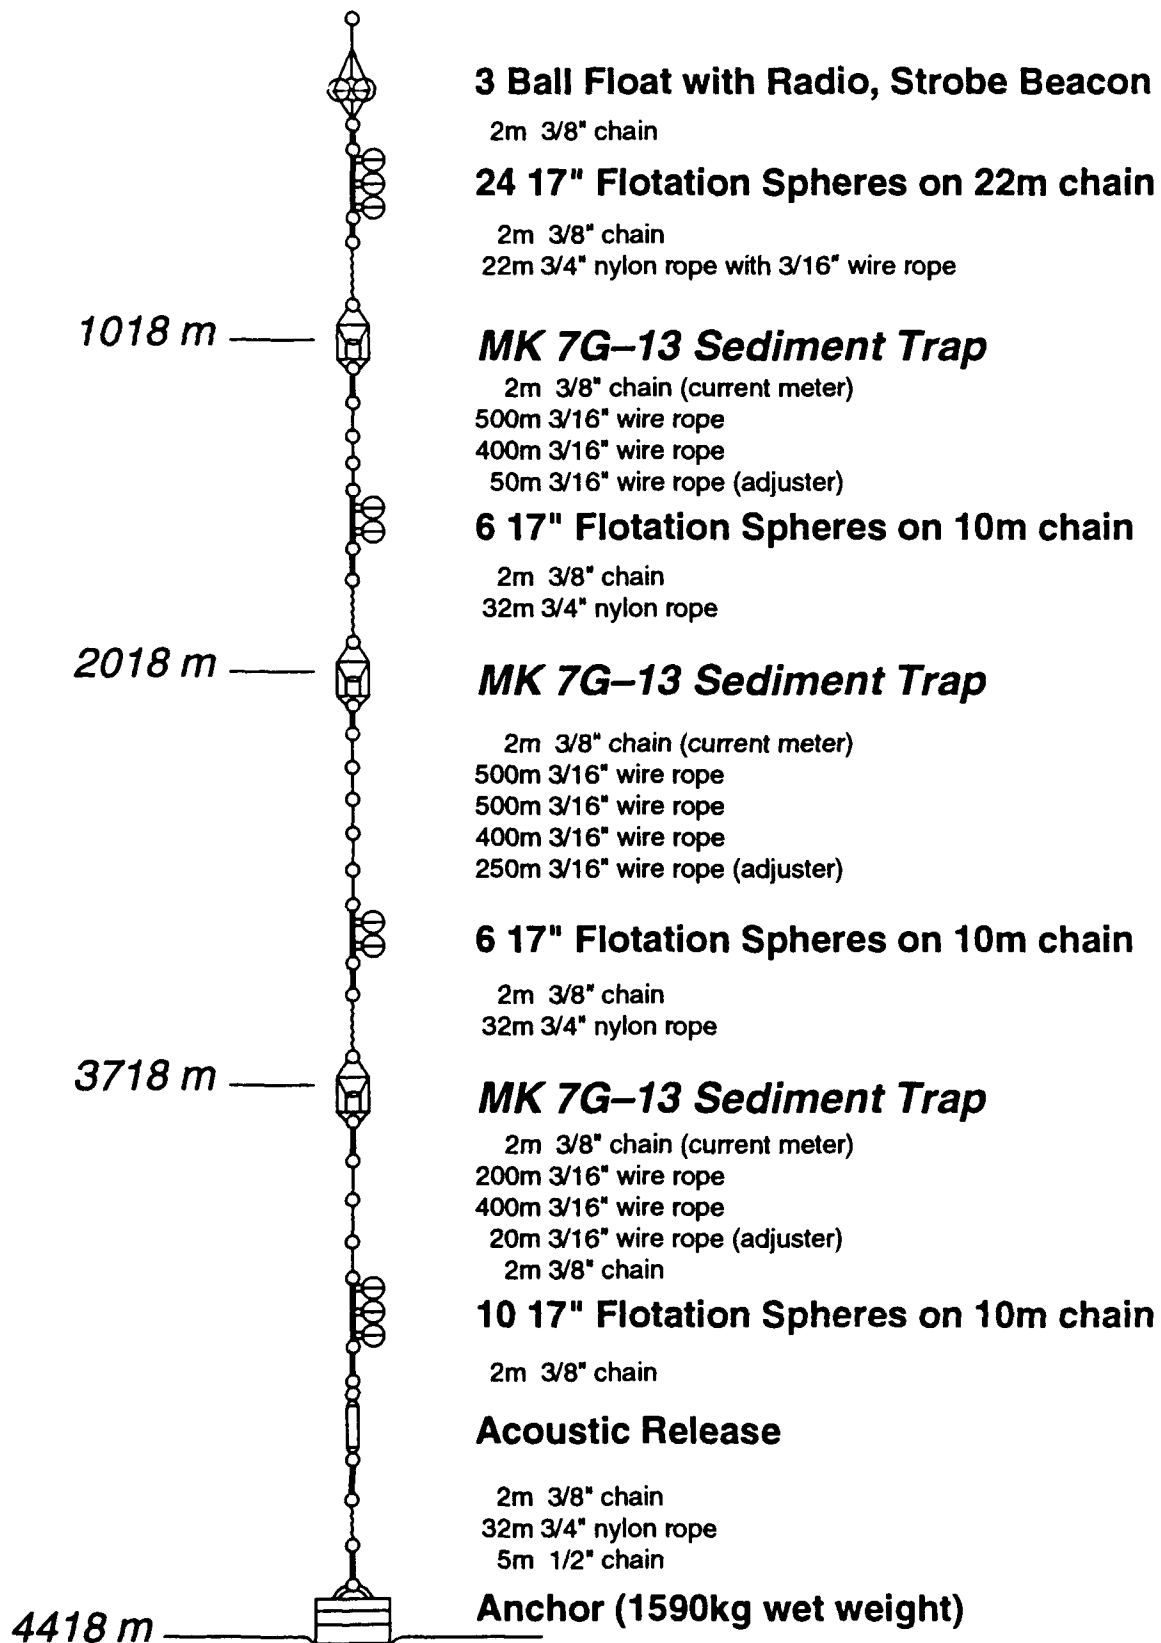 3 Ball Float with Radio, Strobe Beacon
2m 3/8" chain
24 17" Flotation Spheres on 22m chain
2m 3/8" chain
22m 3/4" nylon rope with 3/16" wire rope
1018 m
MK 7G–13 Sediment Trap
2m 3/8" chain (current meter)
500m 3/16" wire rope
400m 3/16" wire rope
50m 3/16" wire rope (adjuster)
6 17" Flotation Spheres on 10m chain
2m 3/8" chain
32m 3/4" nylon rope
2018 m
MK 7G–13 Sediment Trap
2m 3/8" chain (current meter)
500m 3/16" wire rope
500m 3/16" wire rope
400m 3/16" wire rope
250m 3/16" wire rope (adjuster)
6 17" Flotation Spheres on 10m chain
2m 3/8" chain
32m 3/4" nylon rope
3718 m
MK 7G–13 Sediment Trap
2m 3/8" chain (current meter)
200m 3/16" wire rope
400m 3/16" wire rope
20m 3/16" wire rope (adjuster)
2m 3/8" chain
10 17" Flotation Spheres on 10m chain
2m 3/8" chain
Acoustic Release
2m 3/8" chain
32m 3/4" nylon rope
5m 1/2" chain
Anchor (1590kg wet weight)
4418 m